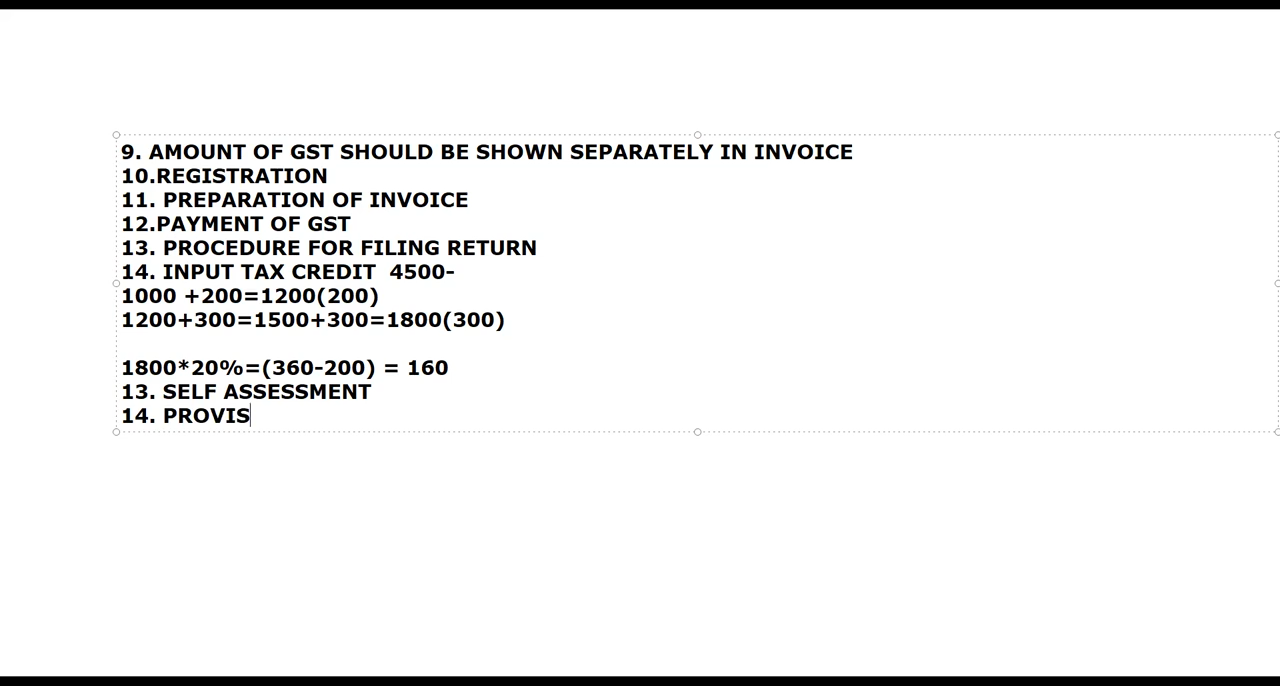 9. AMOUNT OF GST SHOULD BE SHOWN SEPARATELY IN INVOICE
10.REGISTRATION
11. PREPARATION OF INVOICE
12.PAYMENT OF GST
13. PROCEDURE FOR FILING RETURN
14. INPUT TAX CREDIT  4500-
1000 +200=1200(200)
1200+300=1500+300=1800(300)
1800*20%=(360-200) = 160
13. SELF ASSESSMENT
14. PROVIS